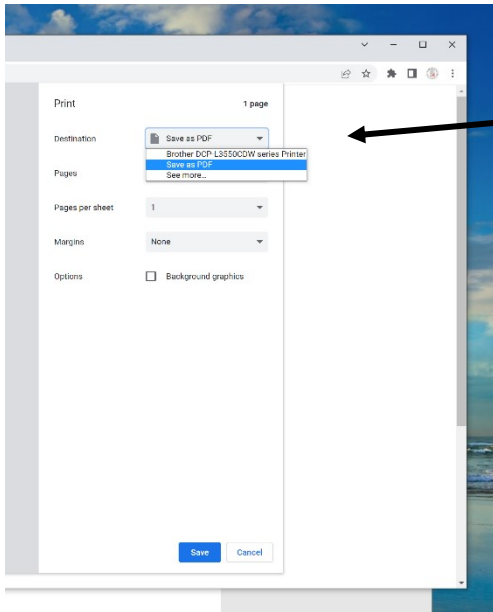 Print 1 page
Destination Save as PDF
Brother DCP-L3550CDW series Printer
Save as PDF
See more...
Pages
Pages per sheet 1
Margins None
Options Background graphics
Save Cancel